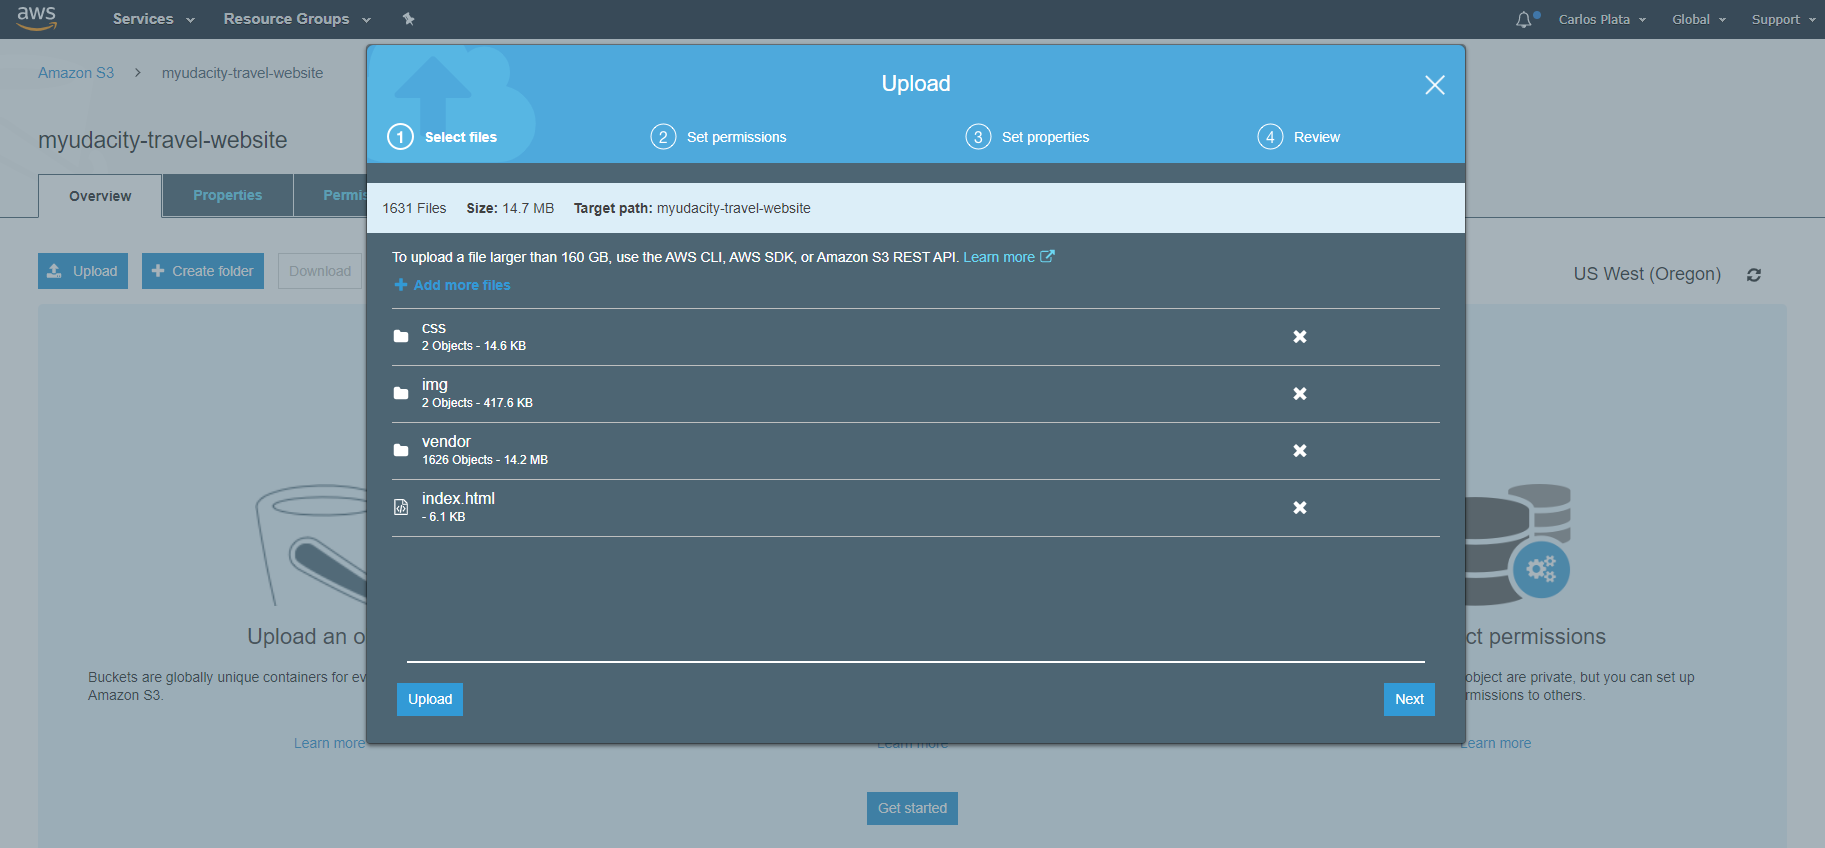 aws Services Resource Groups Carlos Plata Global Support
Amazon S3 > myudacity-travel-website
myudacity-travel-website
Overview Properties
Upload Create folder Download
US West (Oregon)
Upload
1 Select files 2 Set permissions 3 Set properties 4 Review
1631 Files Size: 14.7 MB Target path: myudacity-travel-website
To upload a file larger than 160 GB, use the AWS CLI, AWS SDK, or Amazon S3 REST API. Learn more
Add more files
css
2 Objects - 14.6 KB
img
2 Objects - 417.6 KB
vendor
1626 Objects - 14.2 MB
index.html
- 6.1 KB
Upload Next
Upload an
Buckets are globally unique containers for
Amazon S3.
Learn more
Learn more
permissions
object are private, but you can set up
to others.
Learn more
Get started